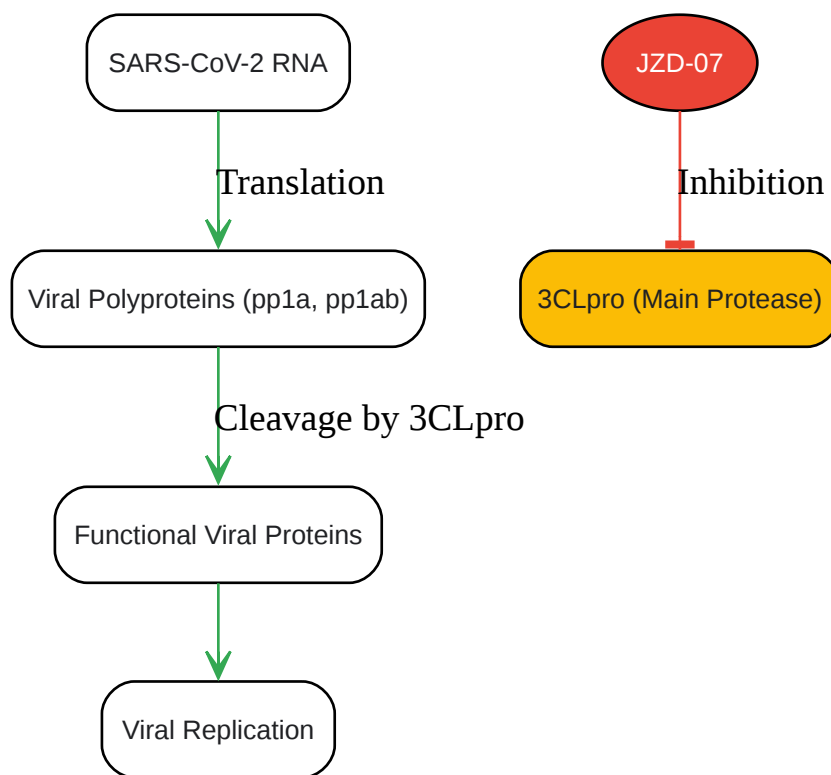 SARS-CoV-2 RNA
JZD-07
Translation
Inhibition
Viral Polyproteins (pp1a, pp1ab)
3CLpro (Main Protease)
Cleavage by 3CLpro
Functional Viral Proteins
Viral Replication